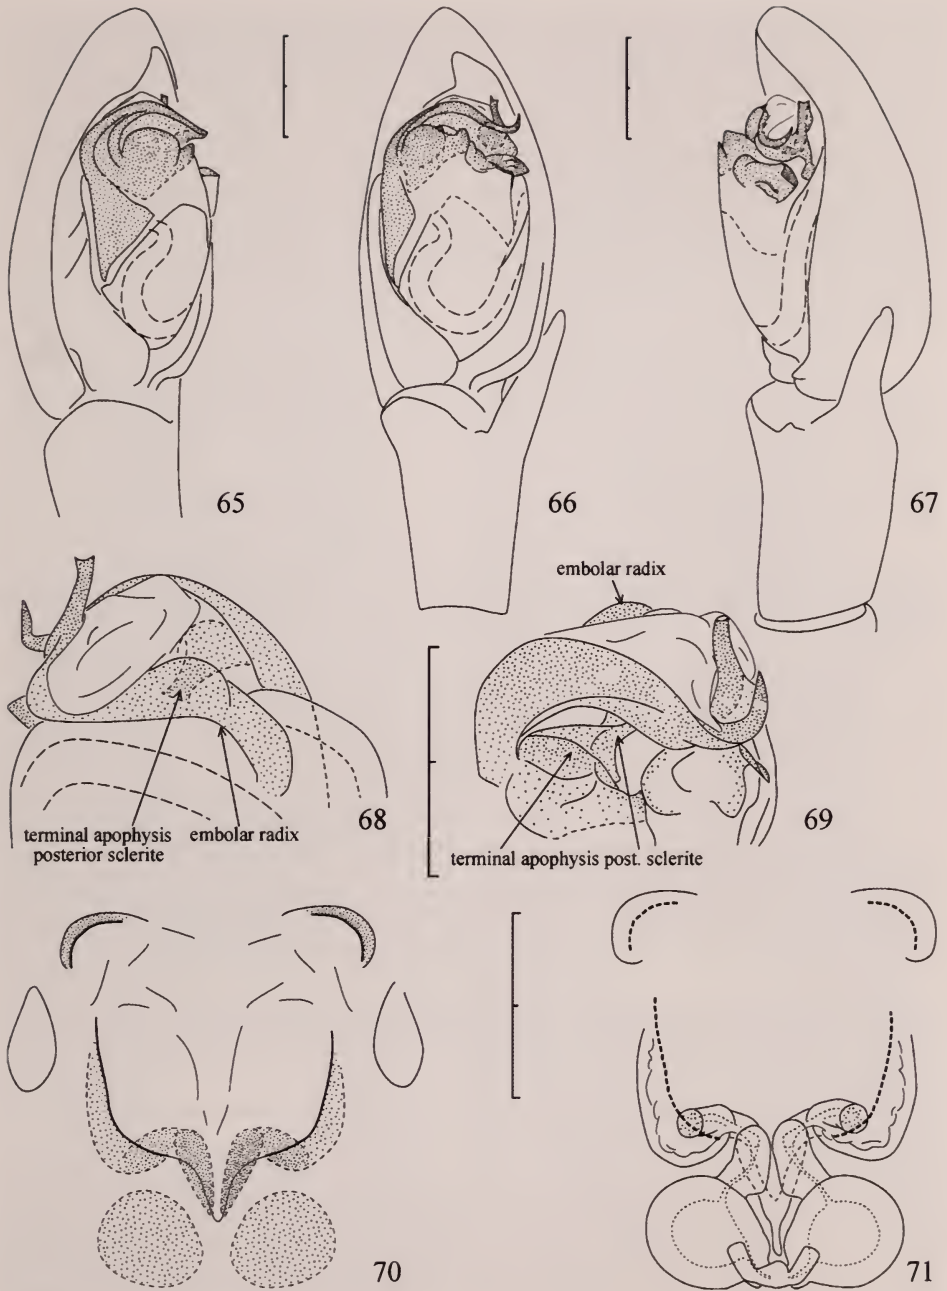 65
66
67
embolar radix
68
terminal apophysis
posterior sclerite
embolar radix
69
terminal apophysis post. sclerite
70
71